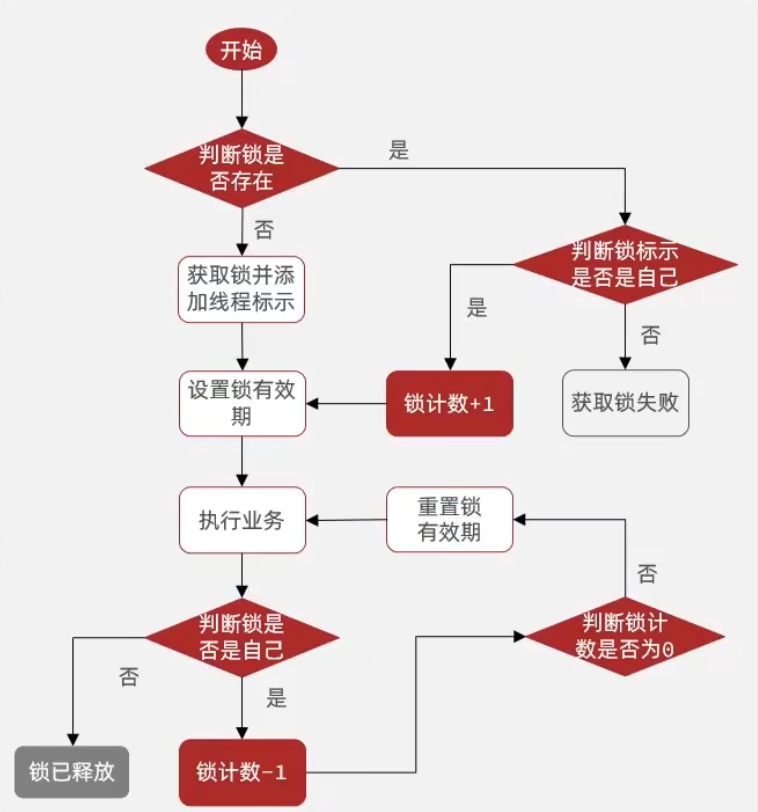 开始
判断锁是
否存在
是
否
获取锁并添
加线程标示
判断锁标示
是否是自己
是
否
设置锁有效
期
锁计数+1
获取锁失败
执行业务
重置锁
有效期
否
判断锁是
否是自己
判断锁计
数是否为0
否
是
锁已释放
锁计数-1